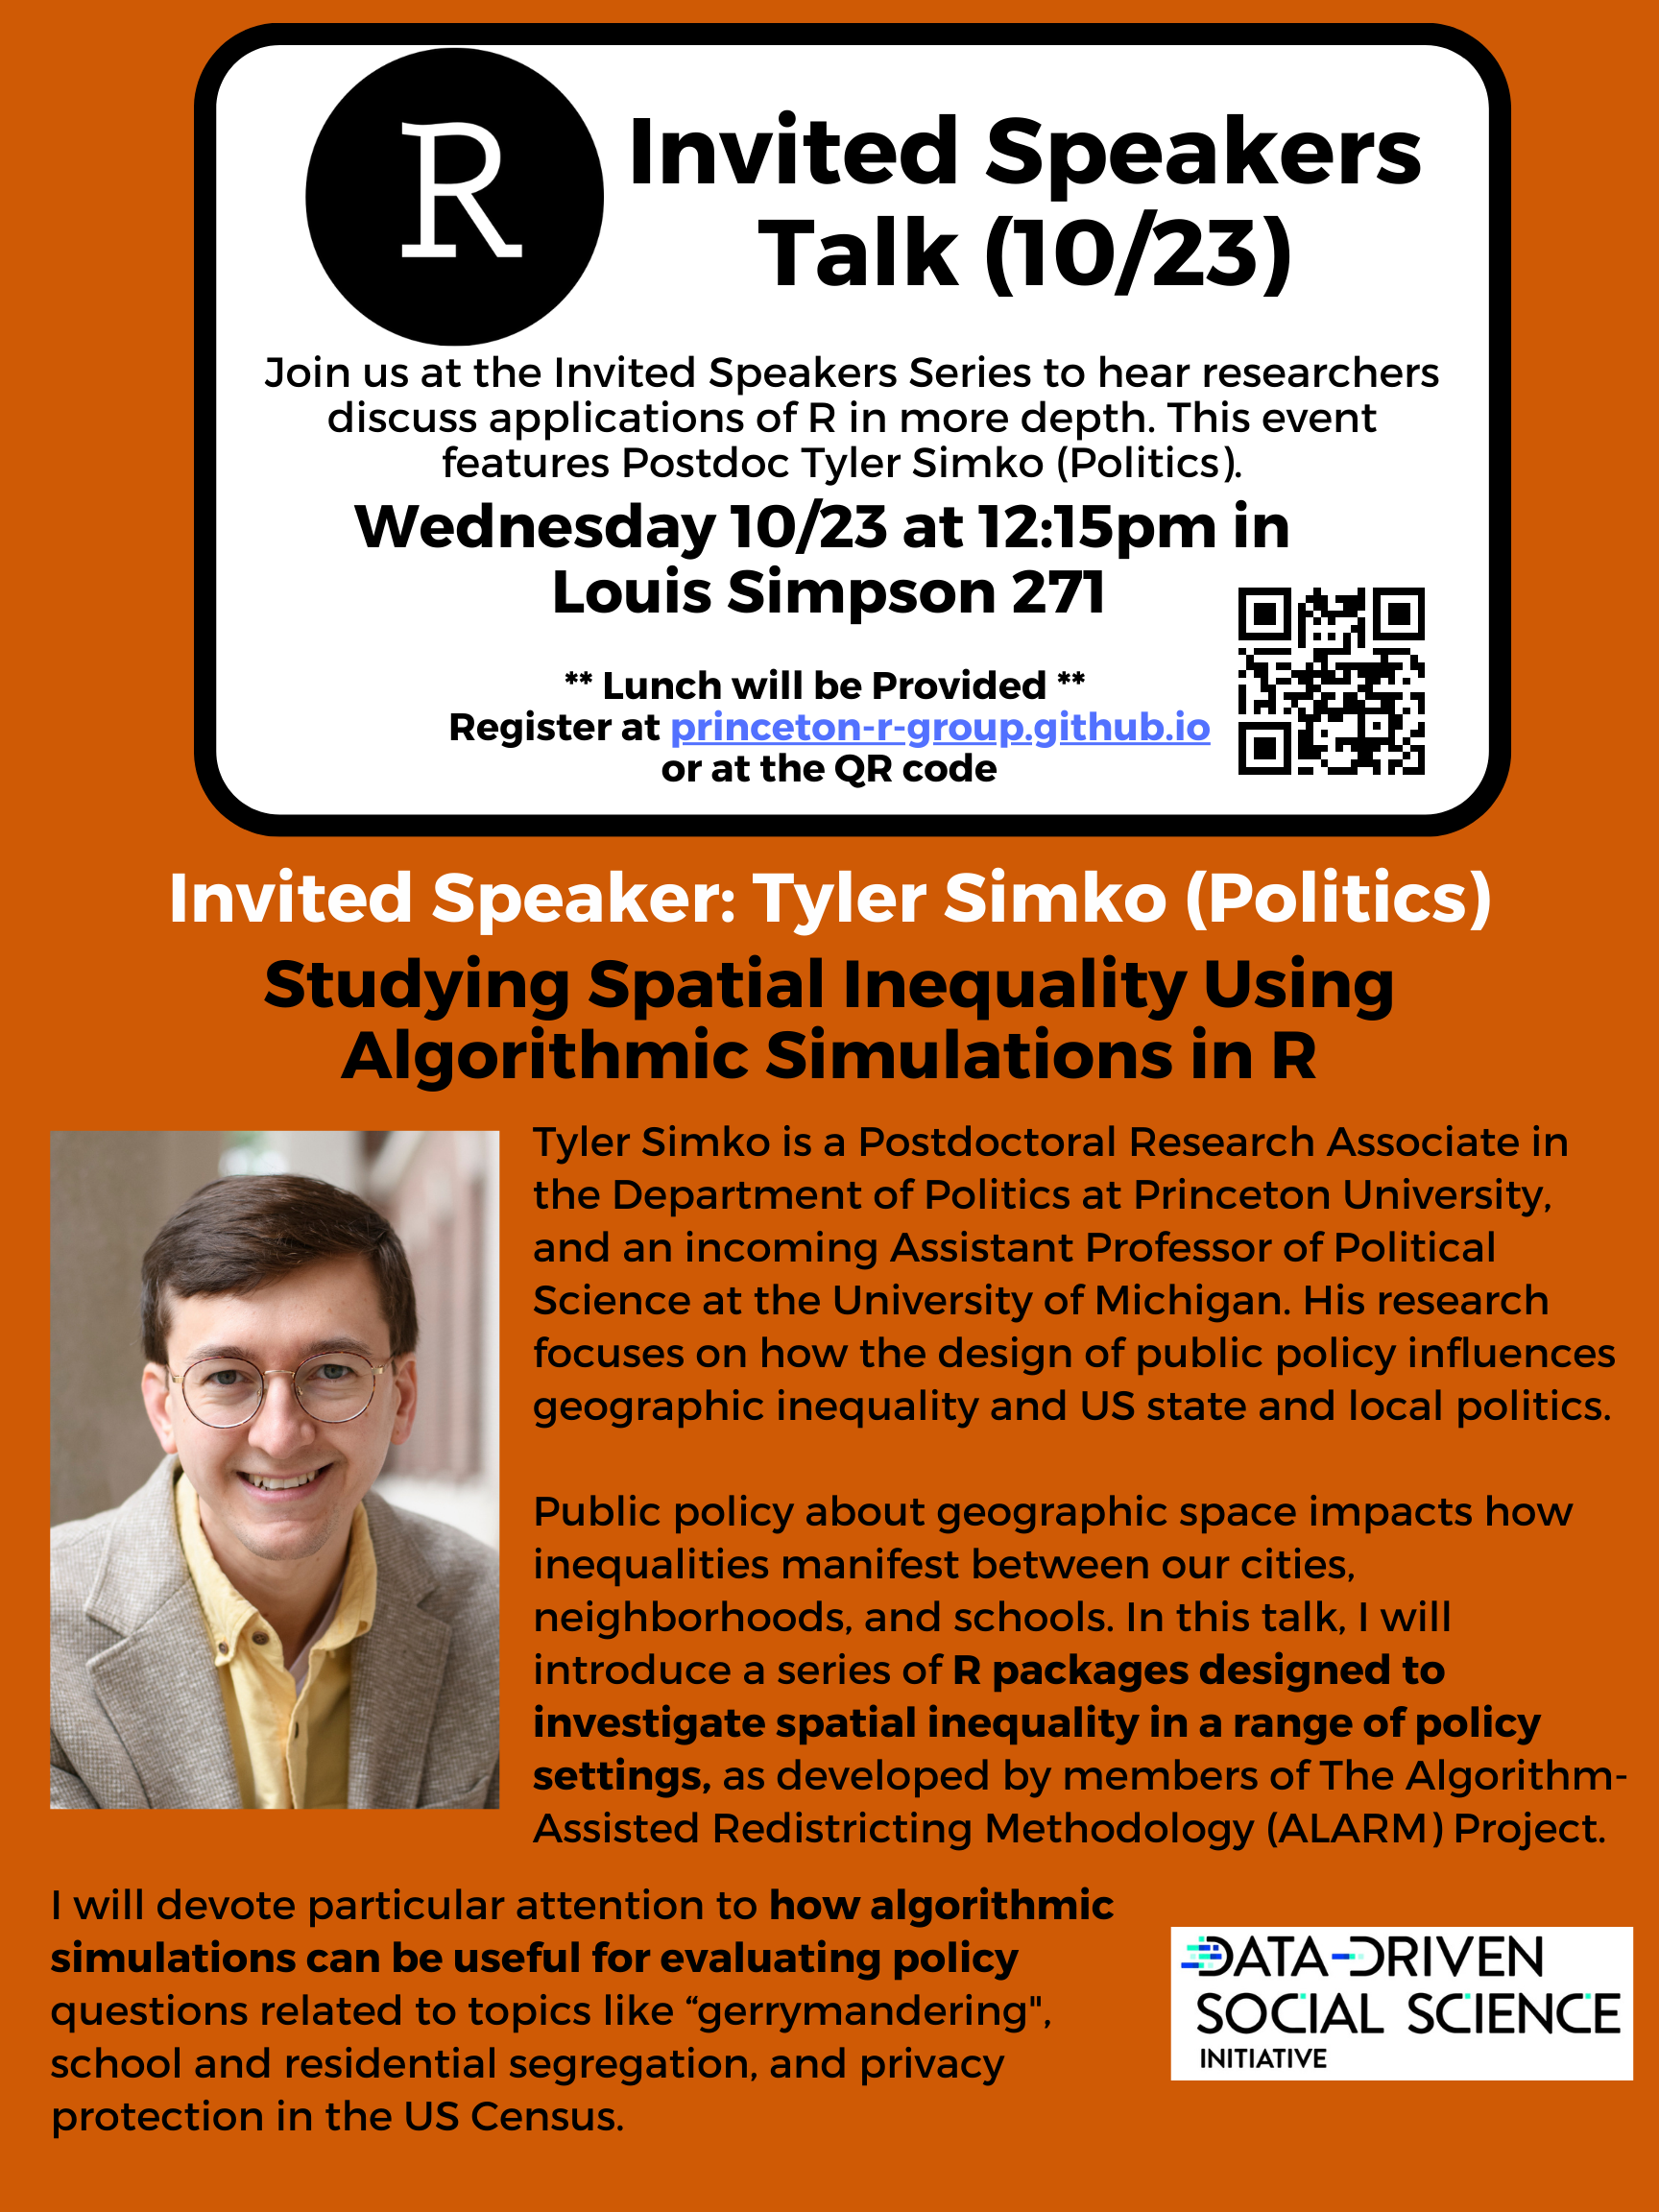 R
Invited Speakers
Talk (10/23)
Join us at the Invited Speakers Series to hear researchers
discuss applications of R in more depth. This event
features Postdoc Tyler Simko (Politics).
Wednesday 10/23 at 12:15pm in
Louis Simpson 271
** Lunch will be Provided **
Register at princeton-r-group.github.io
or at the QR code
Invited Speaker: Tyler Simko (Politics)
Studying Spatial Inequality Using
Algorithmic Simulations in R
Tyler Simko is a Postdoctoral Research Associate in
the Department of Politics at Princeton University,
and an incoming Assistant Professor of Political
Science at the University of Michigan. His research
focuses on how the design of public policy influences
geographic inequality and US state and local politics.
Public policy about geographic space impacts how
inequalities manifest between our cities,
neighborhoods, and schools. In this talk, I will
introduce a series of R packages designed to
investigate spatial inequality in a range of policy
settings, as developed by members of The Algorithm-
Assisted Redistricting Methodology (ALARM) Project.
I will devote particular attention to how algorithmic
simulations can be useful for evaluating policy
questions related to topics like “gerrymandering",
school and residential segregation, and privacy
protection in the US Census.
DATA-DRIVEN
SOCIAL SCIENCE
INITIATIVE